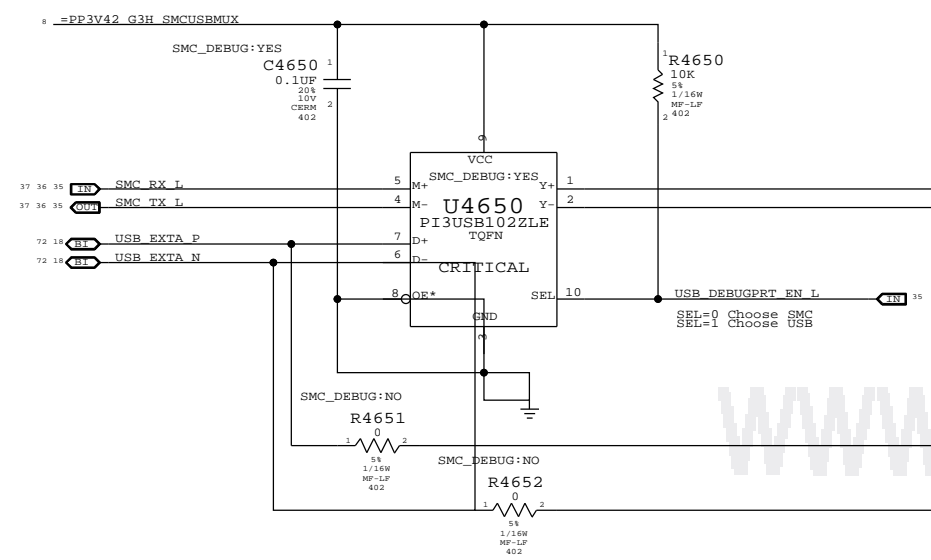 8 =PP3V42_G3H_SMCUSBMUX
SMC_DEBUG:YES
C4650 1
0.1UF
20%
10V
CERM
402
2
1 R4650
10K
5%
1/16W
MF-LF
402
2
9
VCC
SMC_DEBUG:YES
U4650
PI3USB102ZLE
TQFN
CRITICAL
37 36 35 IN SMC_RX_L 5 M+ Y+ 1
37 36 35 OUT SMC_TX_L 4 M- Y- 2
72 18 BI USB_EXTA_P 7 D+
72 18 BI USB_EXTA_N 6 D-
8 OE* SEL 10 USB_DEBUGPRT_EN_L IN 35
GND
3
SEL=0 Choose SMC
SEL=1 Choose USB
SMC_DEBUG:NO
R4651
0
1 2
5%
1/16W
MF-LF
402
SMC_DEBUG:NO
R4652
0
1 2
5%
1/16W
MF-LF
402
WW